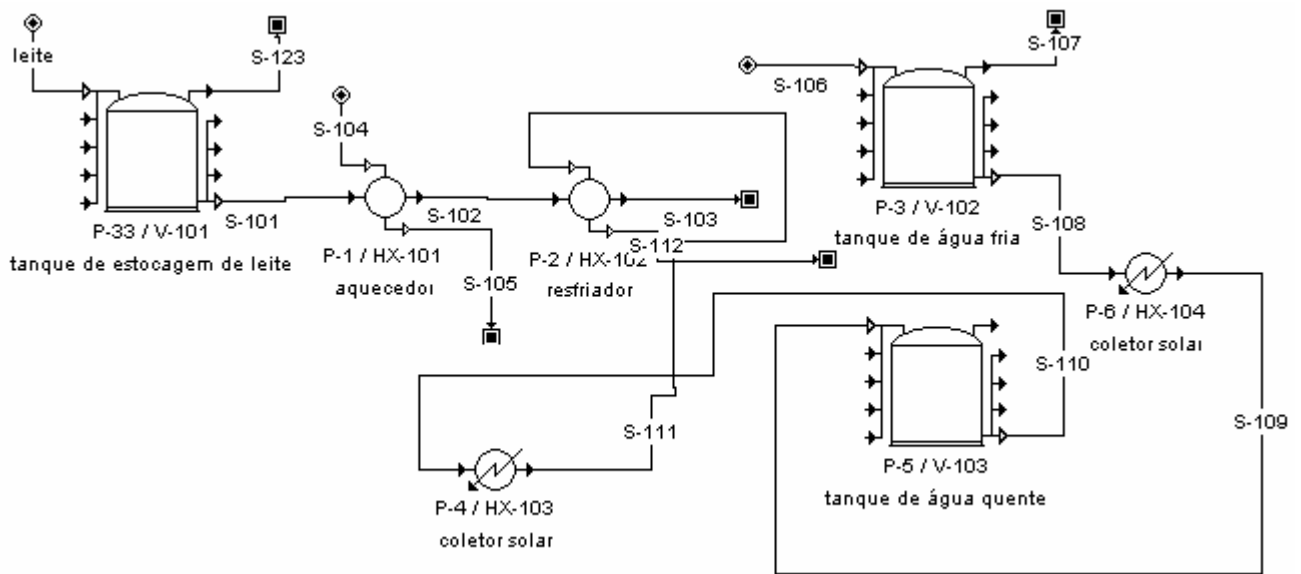 leite
S-123
S-107
S-104
S-106
S-101
S-102
S-103
S-112
S-108
P-33 / V-101
tanque de estocagem de leite
P-1 / HX-101
aquecedor
S-105
P-2 / HX-102
resfriador
P-3 / V-102
tanque de água fria
P-6 / HX-104
coletor solar
S-110
S-109
S-111
P-5 / V-103
tanque de água quente
P-4 / HX-103
coletor solar